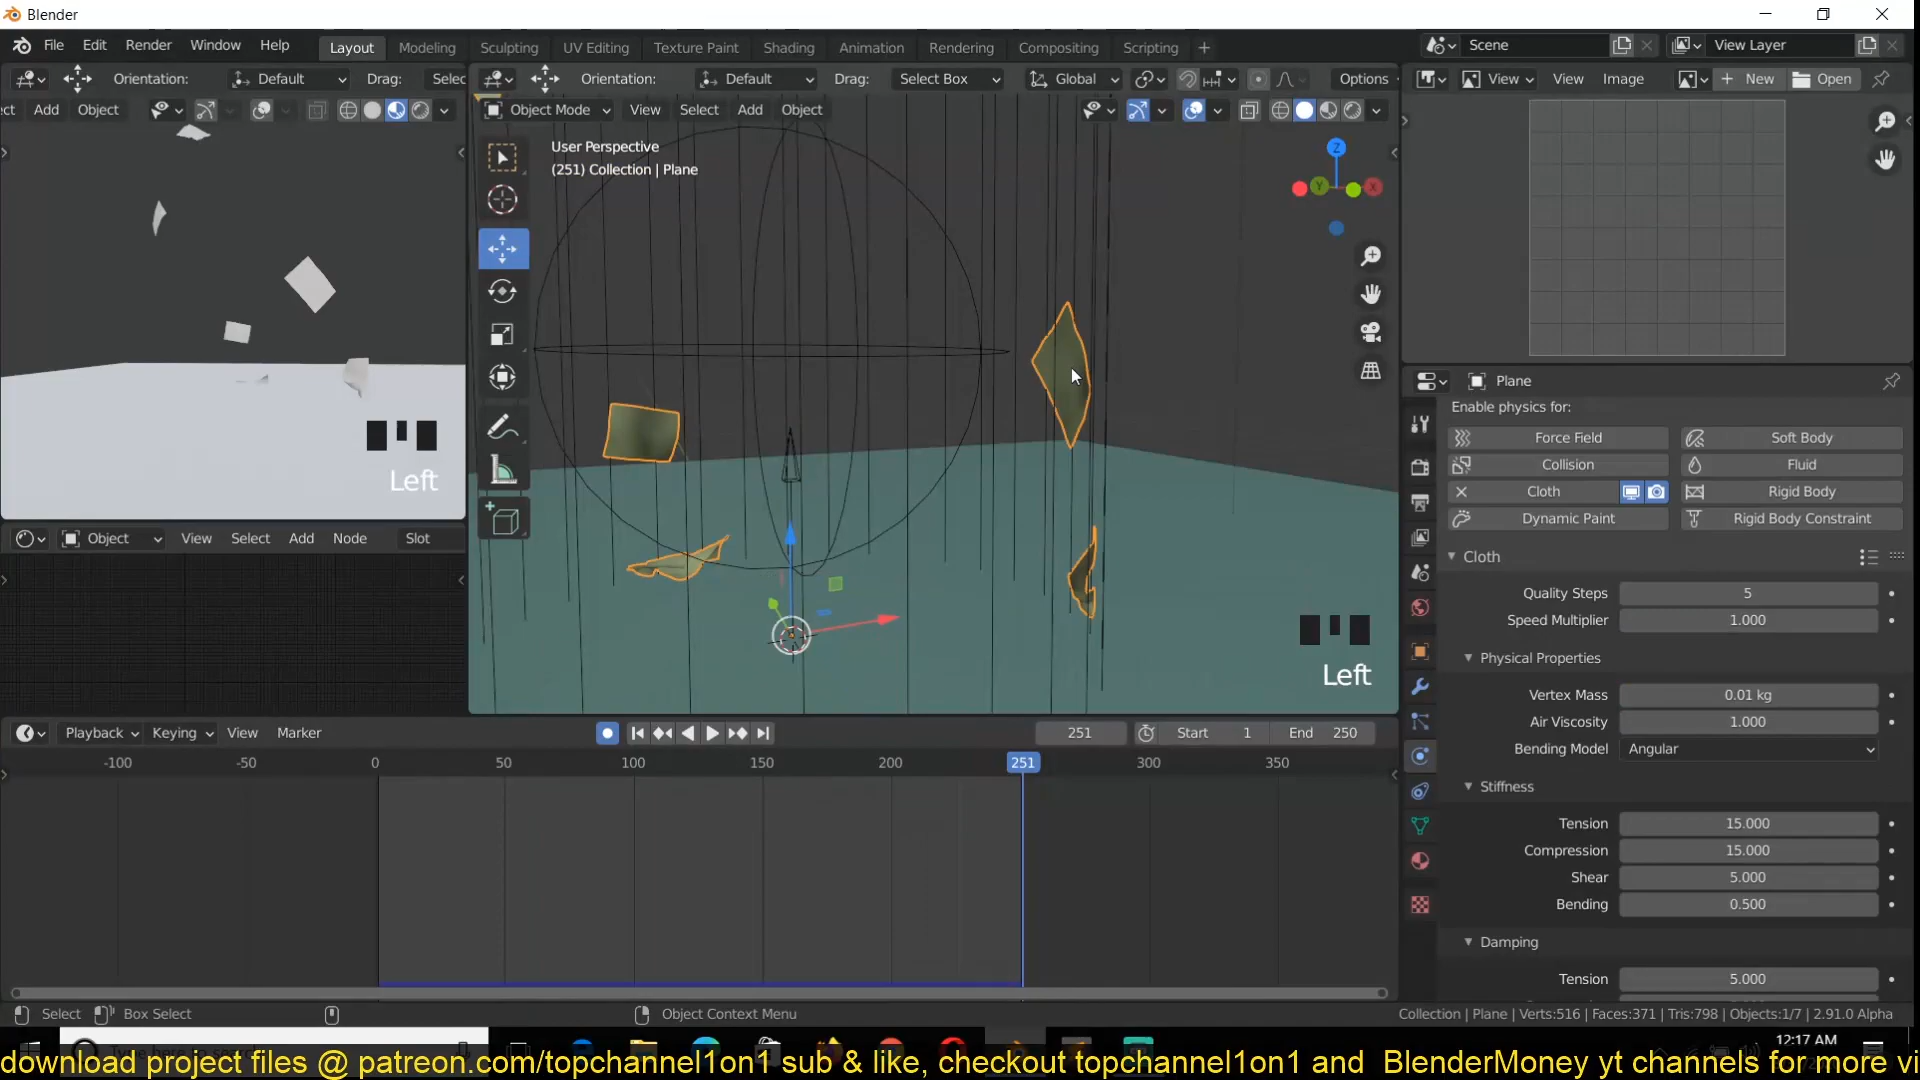 Blender
File Edit Render Window Help Layout Modeling Sculpting UV Editing Texture Paint Shading Animation Rendering Compositing Scripting + Scene View Layer
Orientation: Default Drag: Selec
Orientation: Default Drag: Select Box Global Options
View View Image New Open
ct Add Object
Object Mode View Select Add Object
User Perspective
(251) Collection | Plane
Z
Y X
Left
Left
Object View Select Add Node Slot
Plane
Enable physics for:
Force Field Soft Body
Collision Fluid
Cloth Rigid Body
Dynamic Paint Rigid Body Constraint
Cloth
Quality Steps 5
Speed Multiplier 1.000
Physical Properties
Vertex Mass 0.01 kg
Air Viscosity 1.000
Bending Model Angular
Stiffness
Tension 15.000
Compression 15.000
Shear 5.000
Bending 0.500
Damping
Tension 5.000
Playback Keying View Marker 251 Start 1 End 250
-100 -50 0 50 100 150 200 251 300 350
Select Box Select Object Context Menu Collection | Plane | Verts:516 | Faces:371 | Tris:798 | Objects:1/7 | 2.91.0 Alpha
12:17 AM
download project files @ patreon.com/topchannel1on1 sub & like, checkout topchannel1on1 and BlenderMoney yt channels for more vi